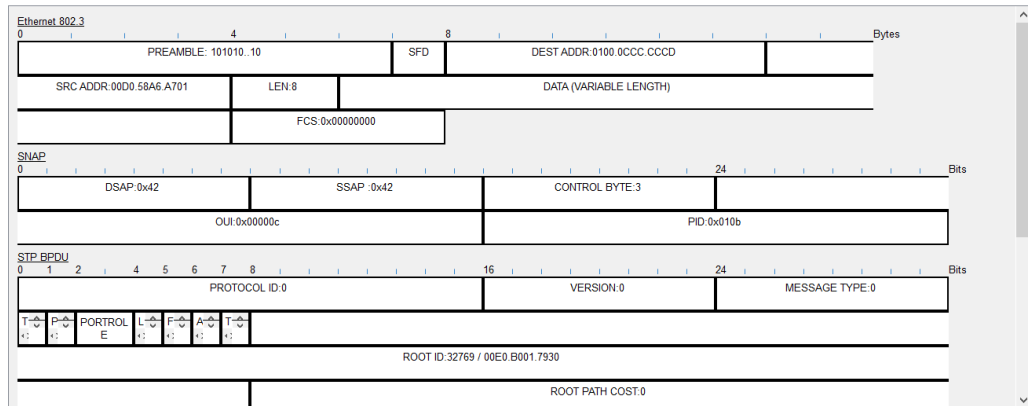 Ethernet 802.3
0 4 8 Bytes
PREAMBLE: 101010..10 SFD DEST ADDR:0100.0CCC.CCCD
SRC ADDR:00D0.58A6.A701 LEN:8 DATA (VARIABLE LENGTH)
FCS:0x00000000
SNAP
0 24 Bits
DSAP:0x42 SSAP :0x42 CONTROL BYTE:3
OUI:0x00000c PID:0x010b
STP BPDU
0 1 2 4 5 6 7 8 16 24 Bits
PROTOCOL ID:0 VERSION:0 MESSAGE TYPE:0
T P PORTROL L F A T
E
ROOT ID:32769 / 00E0.B001.7930
ROOT PATH COST:0